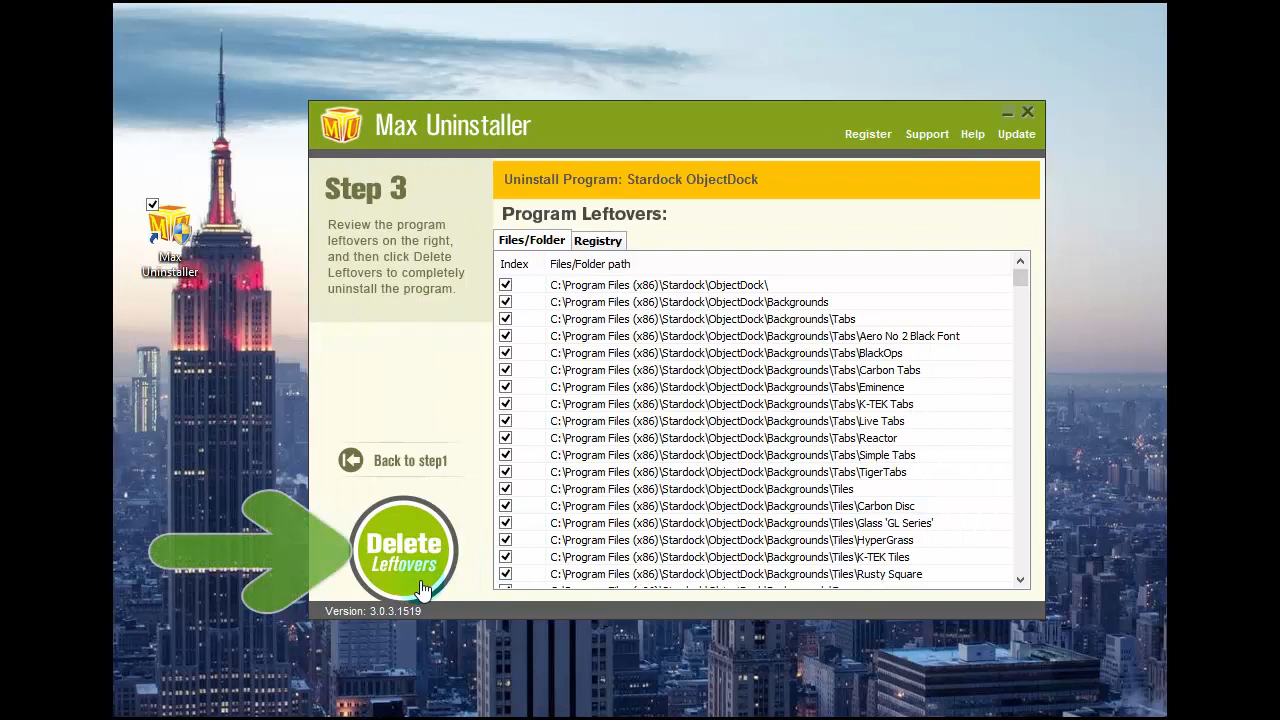 MU
Max Uninstaller
Register
Support
Help
Update
Step 3
Review the program
leftovers on the right,
and then click Delete
Leftovers to completely
uninstall the program.
Uninstall Program: Stardock ObjectDock
Program Leftovers:
Files/Folder
Registry
Index
Files/Folder path
C:\Program Files (x86)\Stardock\ObjectDock\
C:\Program Files (x86)\Stardock\ObjectDock\Backgrounds
C:\Program Files (x86)\Stardock\ObjectDock\Backgrounds\Tabs
C:\Program Files (x86)\Stardock\ObjectDock\Backgrounds\Tabs\Aero No 2 Black Font
C:\Program Files (x86)\Stardock\ObjectDock\Backgrounds\Tabs\BlackOps
C:\Program Files (x86)\Stardock\ObjectDock\Backgrounds\Tabs\Carbon Tabs
C:\Program Files (x86)\Stardock\ObjectDock\Backgrounds\Tabs\Eminence
C:\Program Files (x86)\Stardock\ObjectDock\Backgrounds\Tabs\K-TEK Tabs
C:\Program Files (x86)\Stardock\ObjectDock\Backgrounds\Tabs\Live Tabs
C:\Program Files (x86)\Stardock\ObjectDock\Backgrounds\Tabs\Reactor
C:\Program Files (x86)\Stardock\ObjectDock\Backgrounds\Tabs\Simple Tabs
C:\Program Files (x86)\Stardock\ObjectDock\Backgrounds\Tabs\TigerTabs
C:\Program Files (x86)\Stardock\ObjectDock\Backgrounds\Tiles
C:\Program Files (x86)\Stardock\ObjectDock\Backgrounds\Tiles\Carbon Disc
C:\Program Files (x86)\Stardock\ObjectDock\Backgrounds\Tiles\Glass 'GL Series'
C:\Program Files (x86)\Stardock\ObjectDock\Backgrounds\Tiles\HyperGrass
C:\Program Files (x86)\Stardock\ObjectDock\Backgrounds\Tiles\K-TEK Tiles
C:\Program Files (x86)\Stardock\ObjectDock\Backgrounds\Tiles\Rusty Square
Back to step1
Delete
Leftovers
Version: 3.0.3.1519
Max
Uninstaller